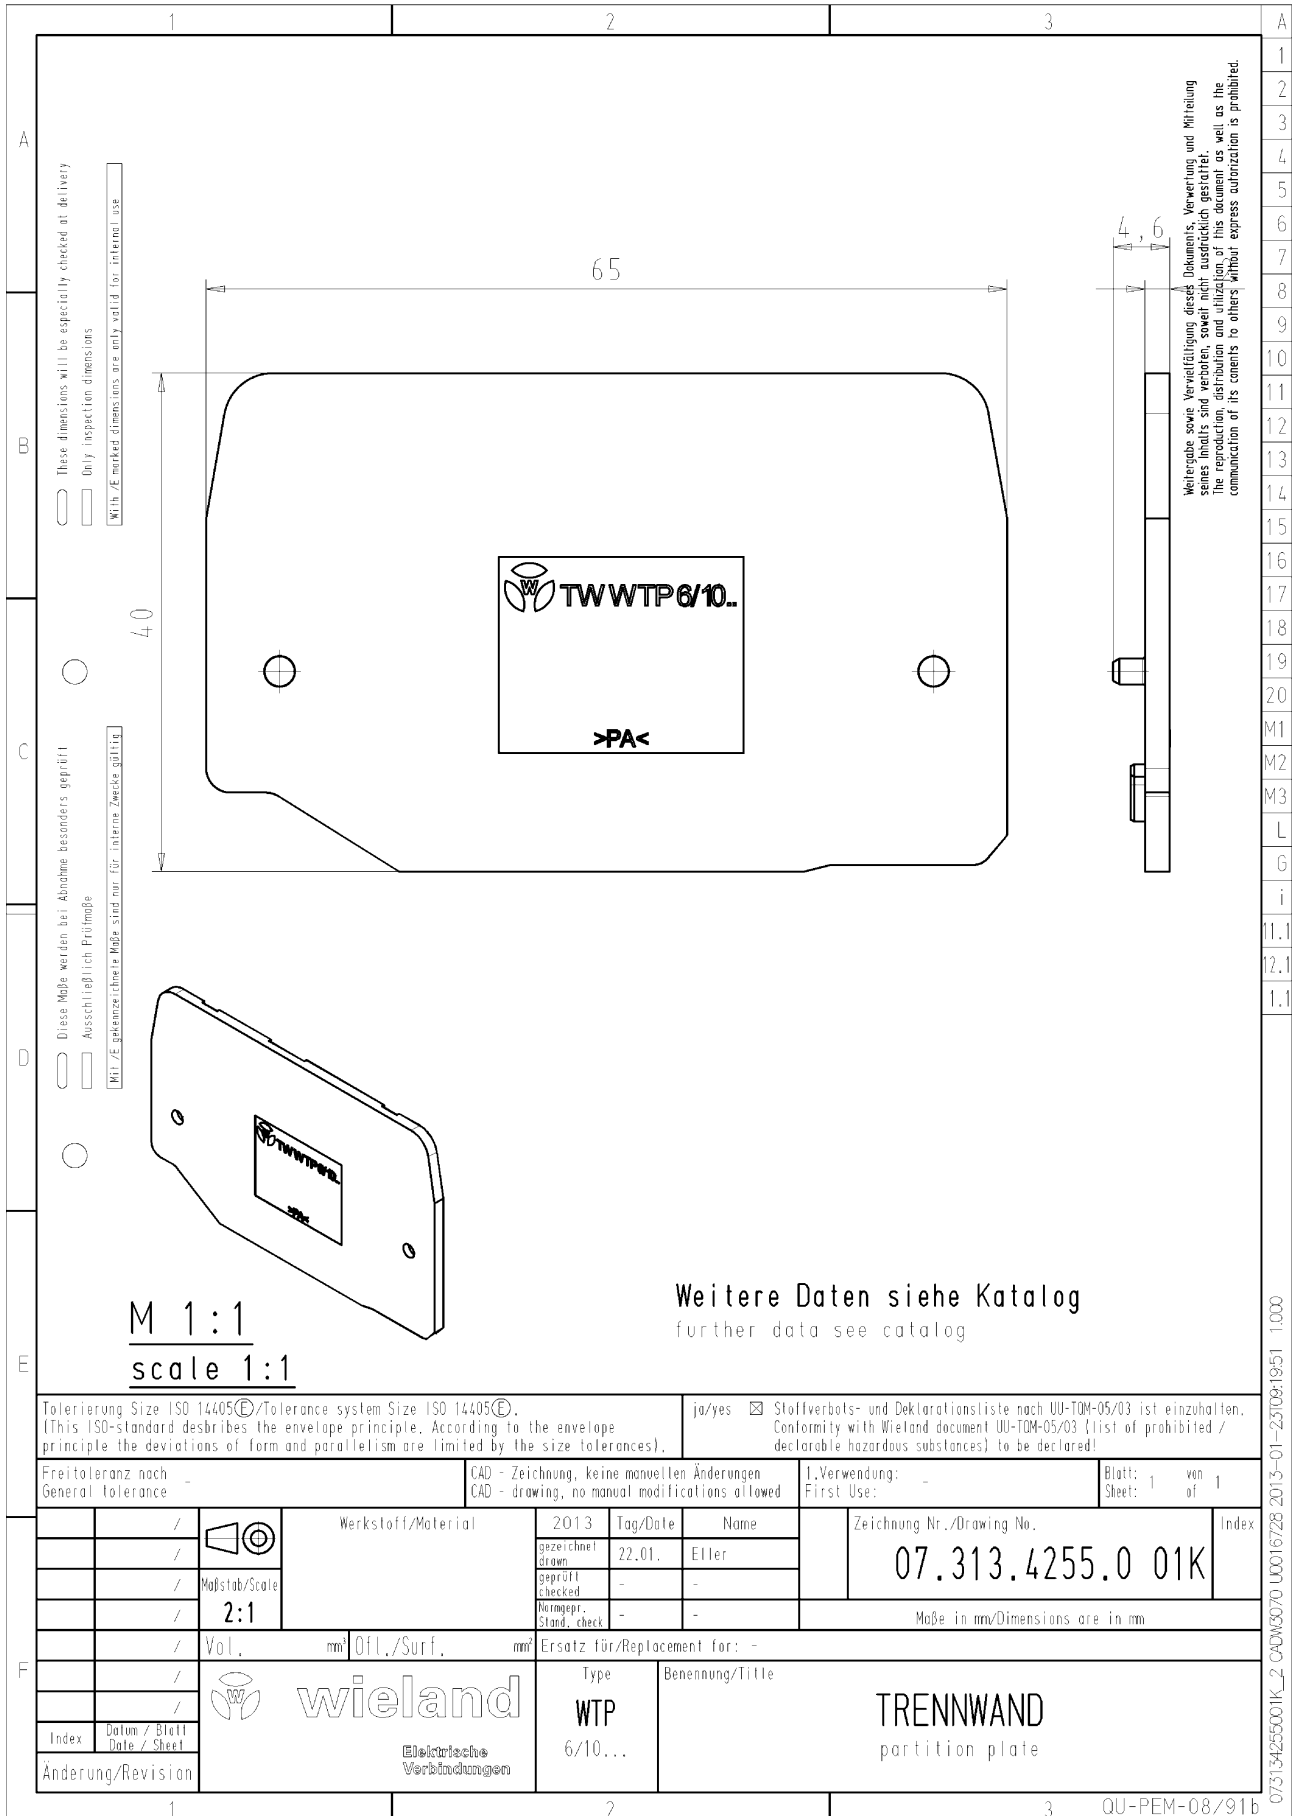 1 2 3 A
1
2
3
4
5
6
7
8
9
10
11
12
13
14
15
16
17
18
19
20
M1
M2
M3
L
G
i
11.1
12.1
1.1
A
B
C
D
E
F
These dimensions will be especially checked at delivery
Only inspection dimensions
With /E marked dimensions are only valid for internal use
Diese Maße werden bei Abnahme besonders geprüft
Ausschließlich Prüfmaße
Mit /E gekennzeichnete Maße sind nur für interne Zwecke gültig
Weitergabe sowie Vervielfältigung dieses Dokuments, Verwertung und Mitteilung
seines Inhalts sind verboten, soweit nicht ausdrücklich gestattet.
The reproduction, distribution and utilization of this document as well as the
communication of its conents to others without express autorization is prohibited.
4,6
65
40
W TW WTP 6/10..
>PA<
W TW WTP 6/10..
>PA<
M 1:1
scale 1:1
Weitere Daten siehe Katalog
further data see catalog
Tolerierung Size ISO 14405Ⓔ/Tolerance system Size ISO 14405Ⓔ.
(This ISO-standard desbribes the envelope principle. According to the envelope
principle the deviations of form and parallelism are limited by the size tolerances).
ja/yes ☒ Stoffverbots- und Deklarationsliste nach UU-TQM-05/03 ist einzuhalten.
Conformity with Wieland document UU-TQM-05/03 (list of prohibited /
declarable hazardous substances) to be declared!
Freitoleranz nach -
General tolerance
CAD - Zeichnung, keine manuellen Änderungen
CAD - drawing, no manual modifications allowed
1.Verwendung: -
First Use:
Blatt: 1 von 1
Sheet: of
/
/
/
/
/
/
/
Maßstab/Scale
2:1
Werkstoff/Material
2013 Tag/Date Name
gezeichnet
drawn 22.01. Eller
geprüft
checked - -
Normgepr.
Stand. check - -
Zeichnung Nr./Drawing No. Index
07.313.4255.0 01K
Maße in mm/Dimensions are in mm
Vol. mm³ Ofl./Surf. mm² Ersatz für/Replacement for: -
W wieland
Elektrische
Verbindungen
Type
WTP
6/10...
Benennung/Title
TRENNWAND
partition plate
Index Datum / Blatt
Date / Sheet
Änderung/Revision
1 2 3 QU-PEM-08/91b
073134255001K_2 CADW3070 U0016728 2013-01-23T09:19:51 1.000